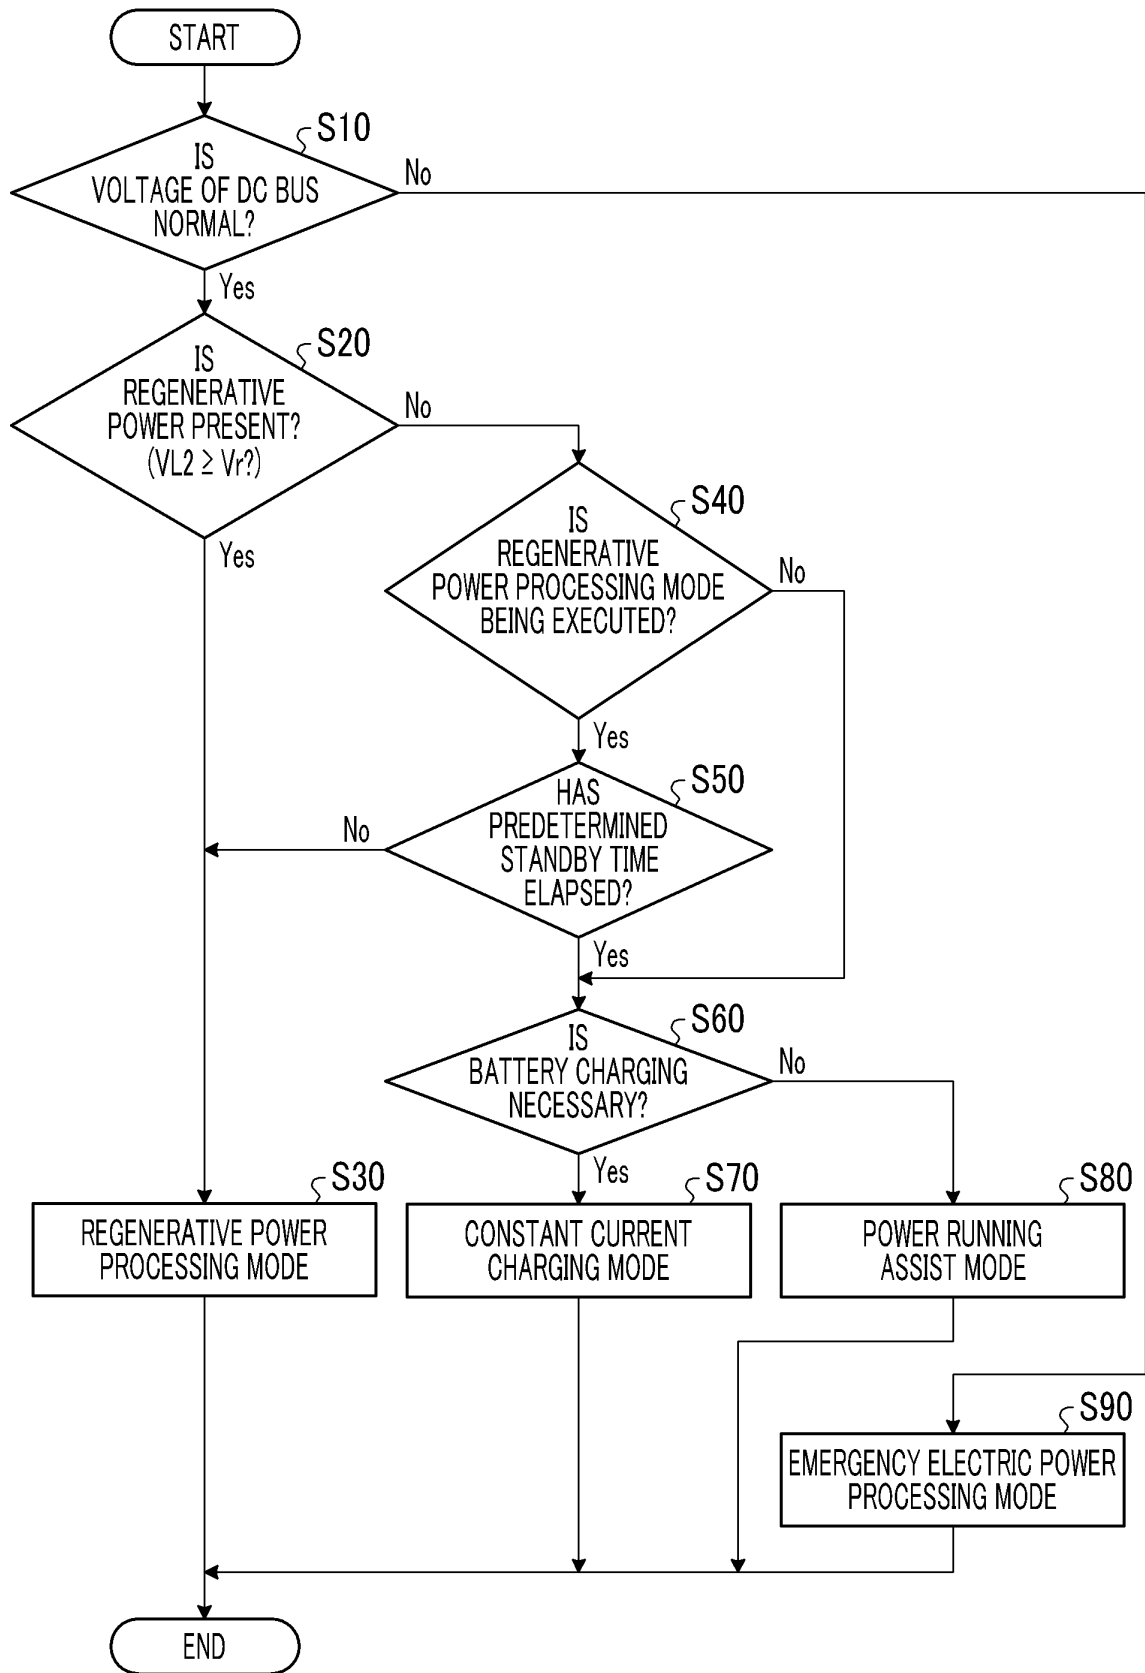 START
S10
IS
VOLTAGE OF DC BUS
NORMAL?
No
Yes
S20
IS
REGENERATIVE
POWER PRESENT?
(VL2 ≥ Vr?)
No
Yes
S40
IS
REGENERATIVE
POWER PROCESSING MODE
BEING EXECUTED?
No
Yes
S50
HAS
PREDETERMINED
STANDBY TIME
ELAPSED?
No
Yes
S60
IS
BATTERY CHARGING
NECESSARY?
No
Yes
S30
REGENERATIVE POWER
PROCESSING MODE
S70
CONSTANT CURRENT
CHARGING MODE
S80
POWER RUNNING
ASSIST MODE
S90
EMERGENCY ELECTRIC POWER
PROCESSING MODE
END